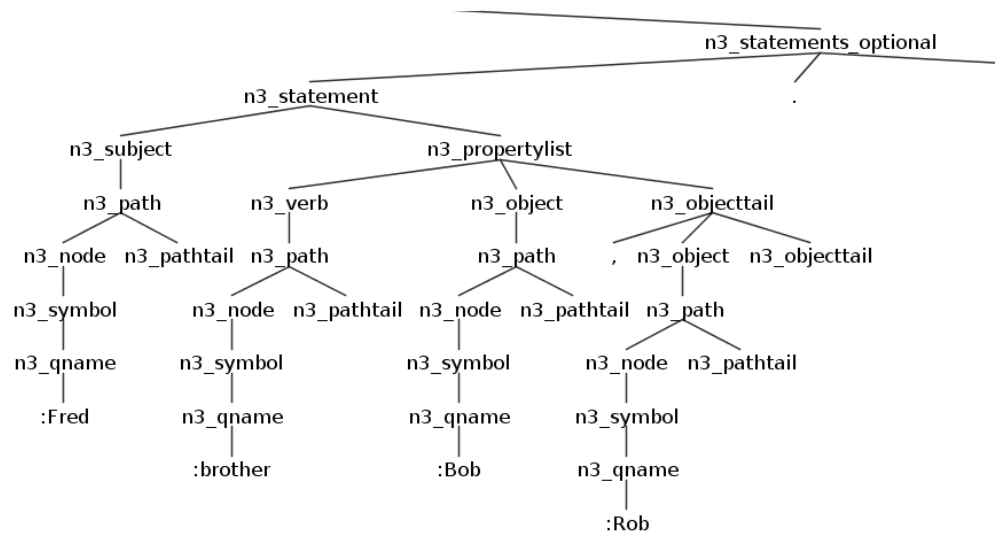 n3_statements_optional
n3_statement .
n3_subject n3_propertylist
n3_path n3_verb n3_object n3_objecttail
n3_node n3_pathtail n3_path n3_path , n3_object n3_objecttail
n3_symbol n3_node n3_pathtail n3_node n3_pathtail n3_path
n3_qname n3_symbol n3_symbol n3_node n3_pathtail
:Fred n3_qname n3_qname n3_symbol
:brother :Bob n3_qname
:Rob